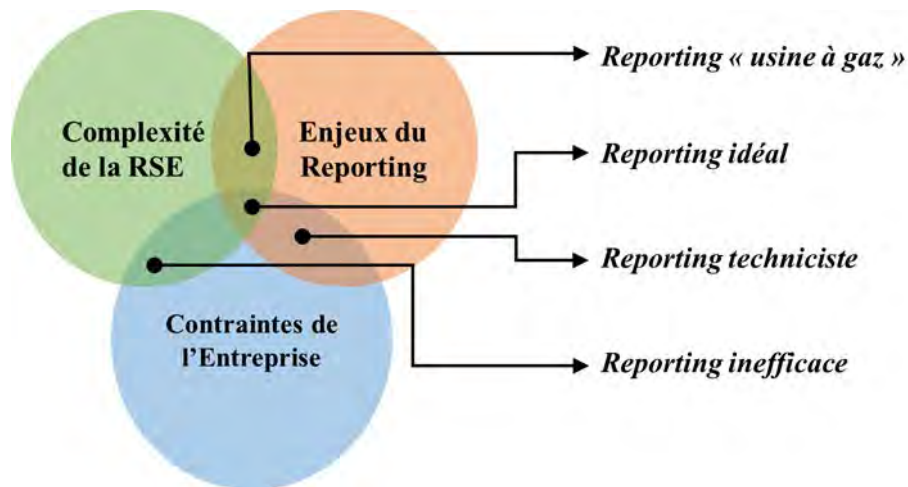 Complexité
de la RSE
Enjeux du
Reporting
Contraintes de
l’Entreprise
Reporting « usine à gaz »
Reporting idéal
Reporting techniciste
Reporting inefficace